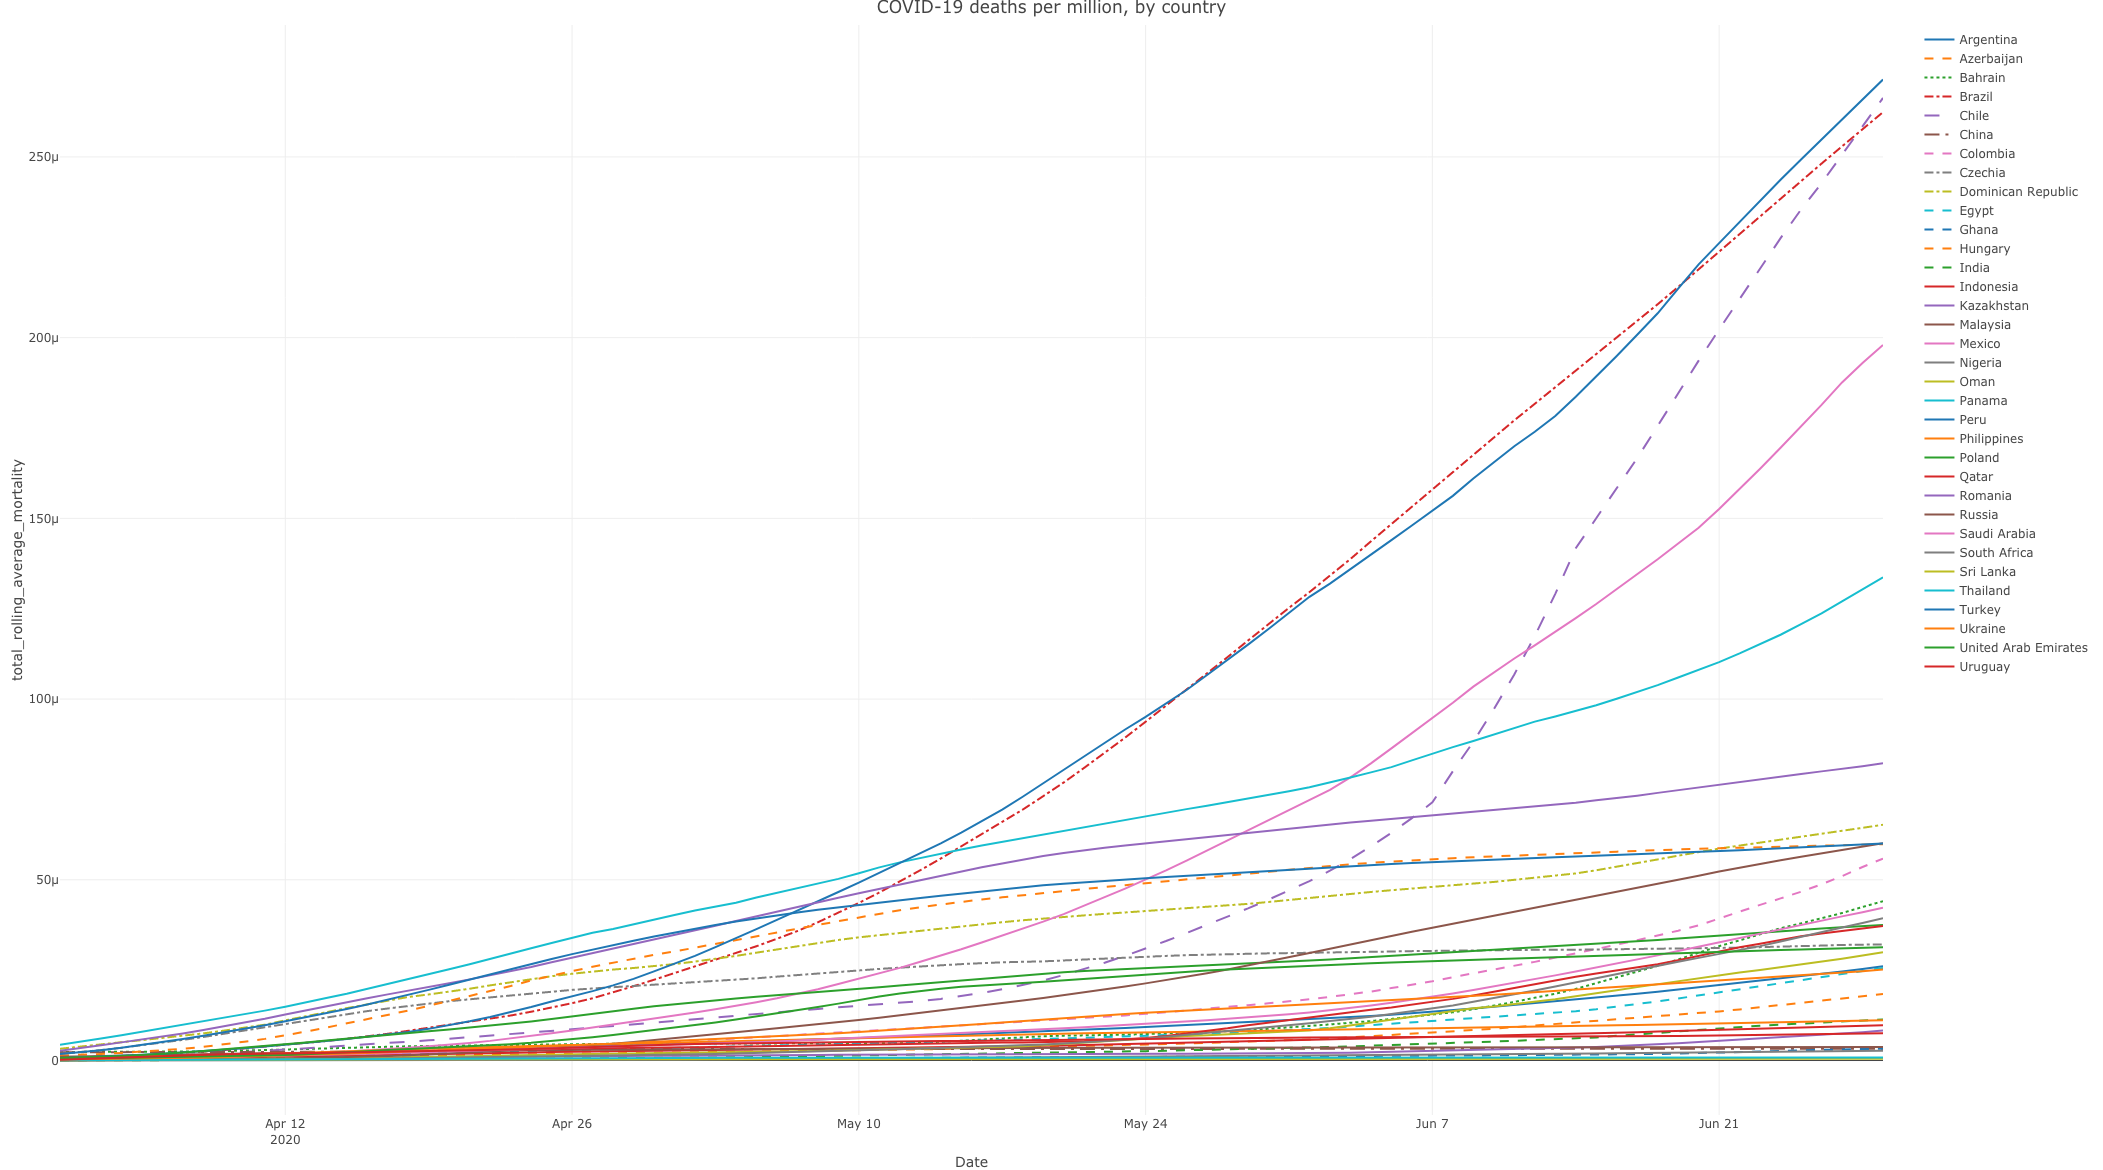 COVID-19 deaths per million, by country
total_rolling_average_mortality
250μ
200μ
150μ
100μ
50μ
0
Apr 12
2020
Apr 26
May 10
May 24
Jun 7
Jun 21
Date
Argentina
Azerbaijan
Bahrain
Brazil
Chile
China
Colombia
Czechia
Dominican Republic
Egypt
Ghana
Hungary
India
Indonesia
Kazakhstan
Malaysia
Mexico
Nigeria
Oman
Panama
Peru
Philippines
Poland
Qatar
Romania
Russia
Saudi Arabia
South Africa
Sri Lanka
Thailand
Turkey
Ukraine
United Arab Emirates
Uruguay